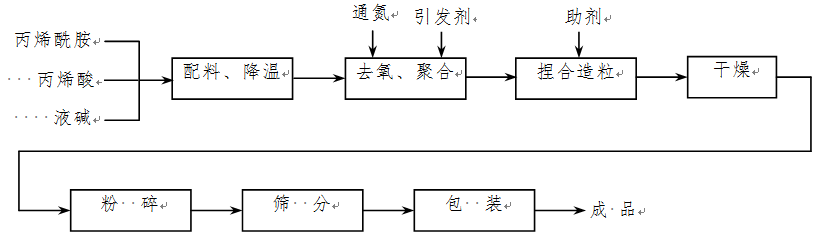 通氮
引发剂
助剂
丙烯酰胺
丙烯酸
液碱
配料、降温
去氧、聚合
捏合造粒
干燥
粉··碎
筛··分
包··装
成·品